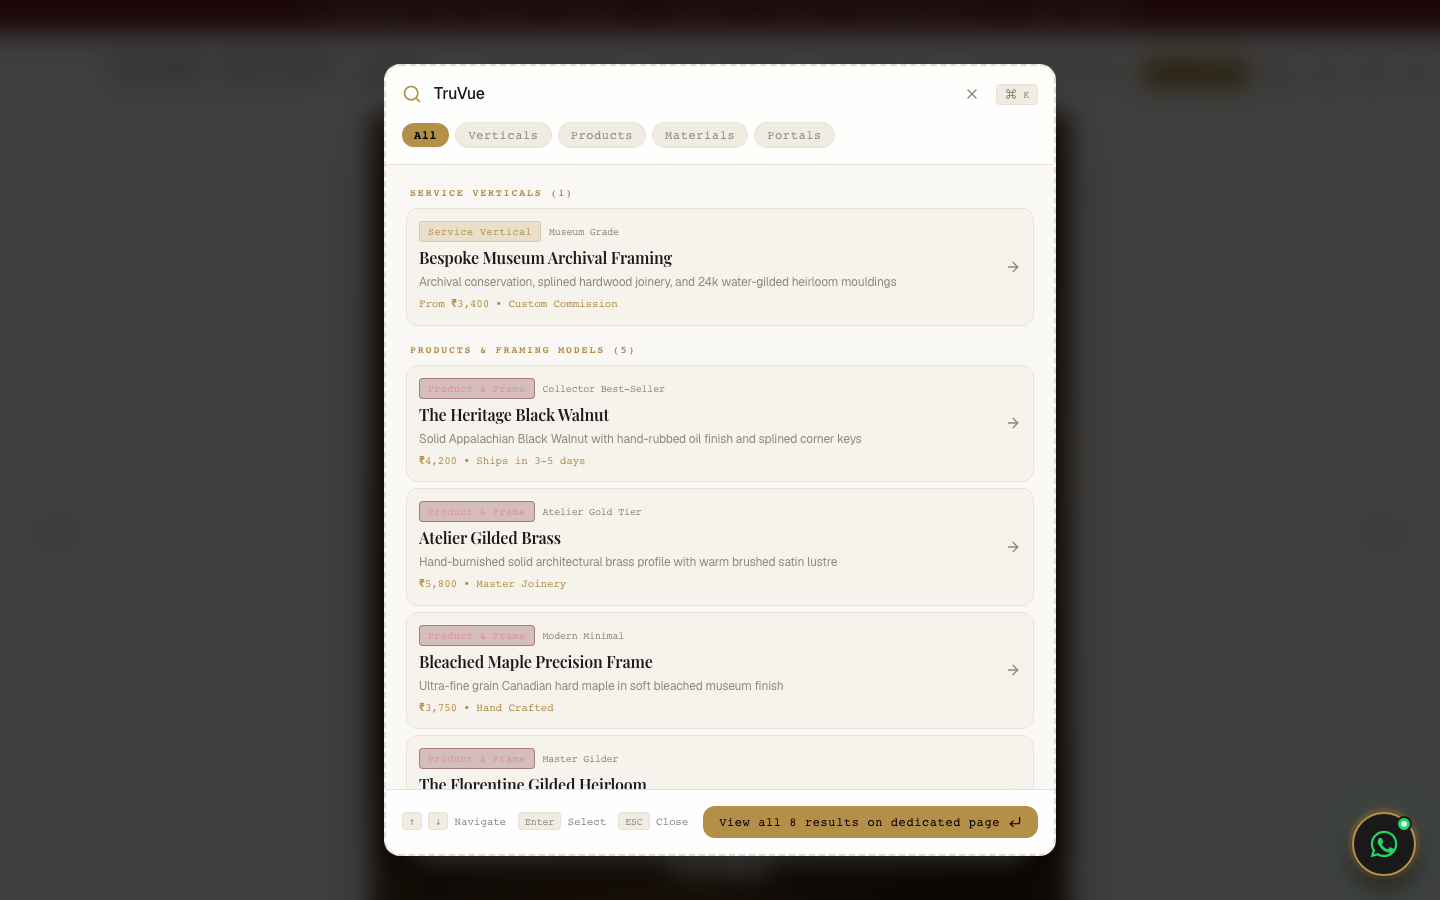 TruVue
⌘ K
All
Verticals
Products
Materials
Portals
SERVICE VERTICALS (1)
Service Vertical
Museum Grade
Bespoke Museum Archival Framing
Archival conservation, splined hardwood joinery, and 24k water-gilded heirloom mouldings
From ₹3,400 • Custom Commission
PRODUCTS & FRAMING MODELS (5)
Product & Frame
Collector Best-Seller
The Heritage Black Walnut
Solid Appalachian Black Walnut with hand-rubbed oil finish and splined corner keys
₹4,200 • Ships in 3-5 days
Product & Frame
Atelier Gold Tier
Atelier Gilded Brass
Hand-burnished solid architectural brass profile with warm brushed satin lustre
₹5,800 • Master Joinery
Product & Frame
Modern Minimal
Bleached Maple Precision Frame
Ultra-fine grain Canadian hard maple in soft bleached museum finish
₹3,750 • Hand Crafted
Product & Frame
Master Gilder
The Florentine Gilded Heirloom
↑ ↓ Navigate
Enter Select
ESC Close
View all 8 results on dedicated page